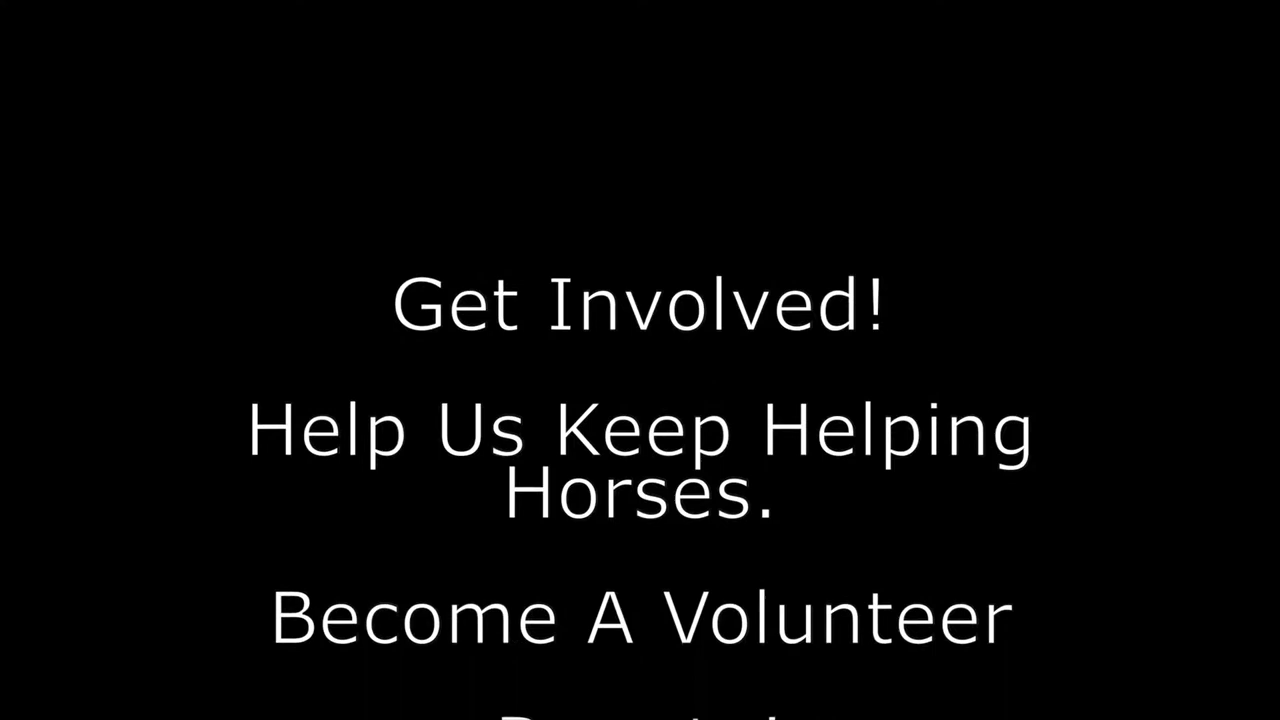 Get Involved!
Help Us Keep Helping
Horses.
Become A Volunteer